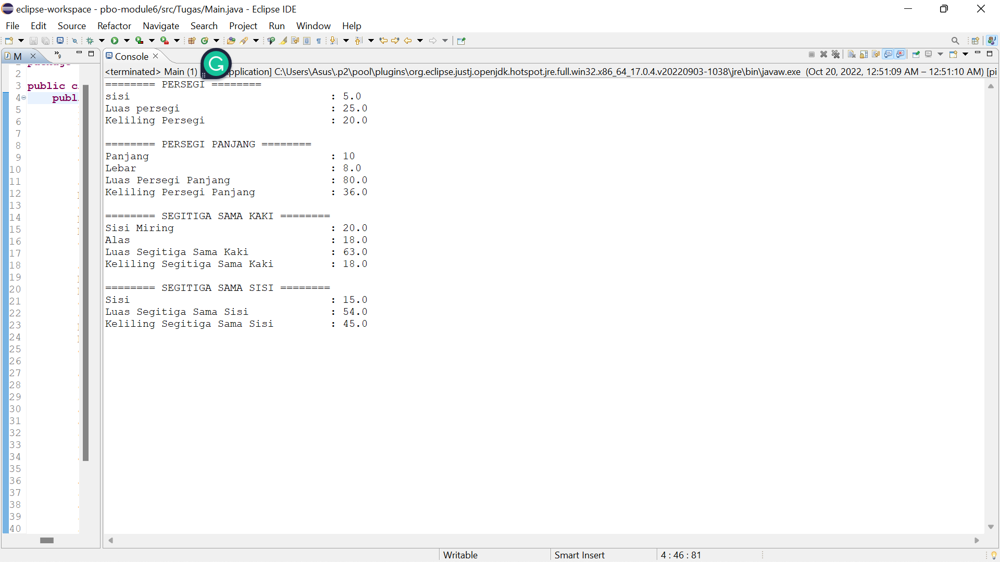 eclipse-workspace - pbo-module6/src/Tugas/Main.java - Eclipse IDE
File Edit Source Refactor Navigate Search Project Run Window Help
M
9
Console
<terminated> Main (1) pplication] C:\Users\Asus\.p2\pool\plugins\org.eclipse.justj.openjdk.hotspot.jre.full.win32.x86_64_17.0.4.v20220903-1038\jre\bin\javaw.exe (Oct 20, 2022, 12:51:09 AM – 12:51:10 AM) [pi
2
3 public c
4 publ
5
6
7
8
9
10
11
12
13
14
15
16
17
18
19
20
21
22
23
24
25
26
27
28
29
30
31
32
33
34
35
36
37
38
39
40
======== PERSEGI ========
sisi : 5.0
Luas persegi : 25.0
Keliling Persegi : 20.0
======== PERSEGI PANJANG ========
Panjang : 10
Lebar : 8.0
Luas Persegi Panjang : 80.0
Keliling Persegi Panjang : 36.0
======== SEGITIGA SAMA KAKI ========
Sisi Miring : 20.0
Alas : 18.0
Luas Segitiga Sama Kaki : 63.0
Keliling Segitiga Sama Kaki : 18.0
======== SEGITIGA SAMA SISI ========
Sisi : 15.0
Luas Segitiga Sama Sisi : 54.0
Keliling Segitiga Sama Sisi : 45.0
Writable Smart Insert 4 : 46 : 81